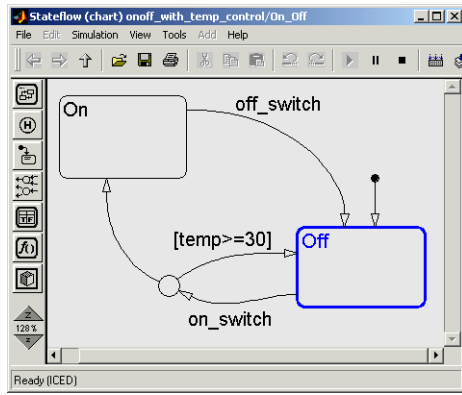 Stateflow (chart) onoff_with_temp_control/On_Off
File Edit Simulation View Tools Add Help
On
off_switch
[temp>=30]
Off
on_switch
H
f()
Z
128 %
z
Ready (ICED)